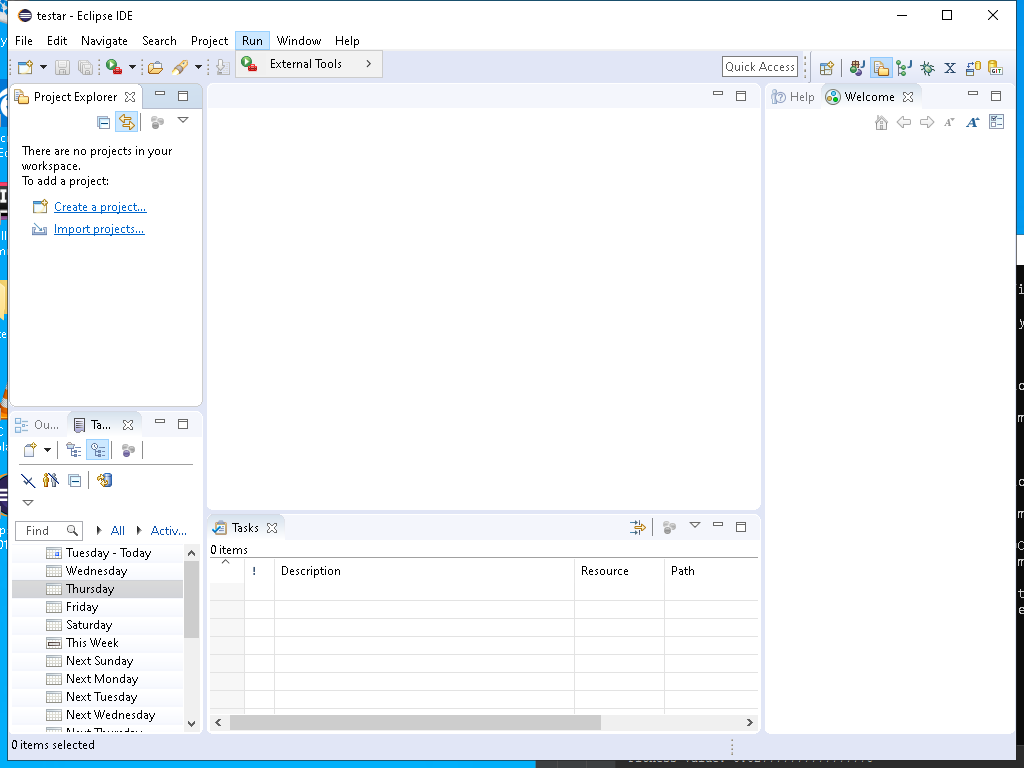 testar - Eclipse IDE
File Edit Navigate Search Project Run Window Help
External Tools
Quick Access
Project Explorer
Help Welcome
There are no projects in your
workspace.
To add a project:
Create a project...
Import projects...
Ou... Ta...
Find All Activ...
Tuesday - Today
Wednesday
Thursday
Friday
Saturday
This Week
Next Sunday
Next Monday
Next Tuesday
Next Wednesday
Next Thursday
Tasks
0 items
! Description Resource Path
0 items selected